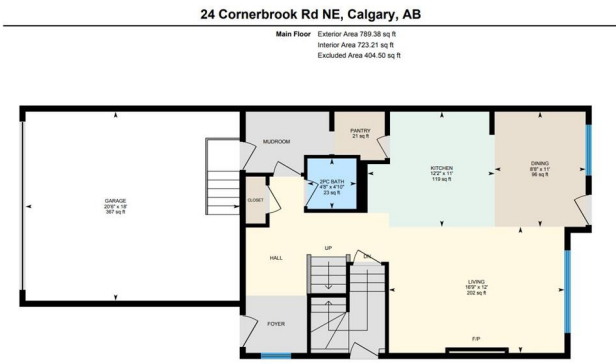 24 Cornerbrook Rd NE, Calgary, AB
Main Floor Exterior Area 789.38 sq ft
Interior Area 723.21 sq ft
Excluded Area 404.50 sq ft
MUDROOM
PANTRY
21 sq ft
KITCHEN
12'2" x 11'
119 sq ft
DINING
8'9" x 11'
96 sq ft
2PC BATH
4'8" x 4'10"
23 sq ft
GARAGE
20'6" x 18'
367 sq ft
CLOSET
HALL
UP
DN
LIVING
16'9" x 12'
202 sq ft
FOYER
F/P